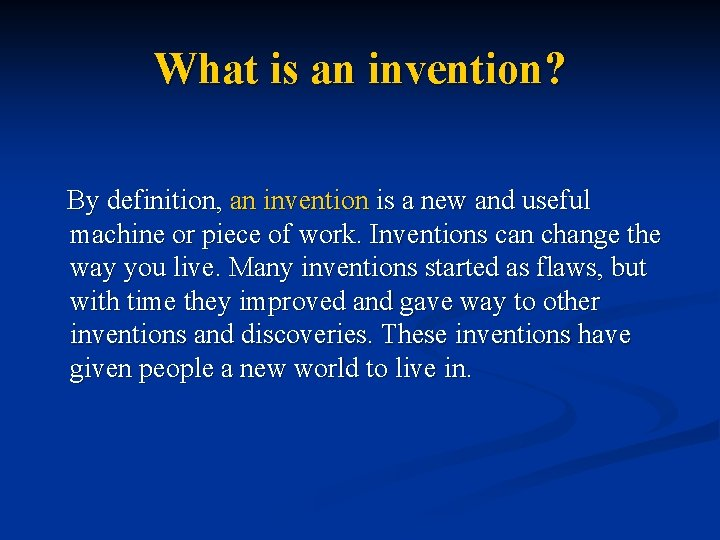 What is an invention?
By definition, an invention is a new and useful
machine or piece of work. Inventions can change the
way you live. Many inventions started as flaws, but
with time they improved and gave way to other
inventions and discoveries. These inventions have
given people a new world to live in.